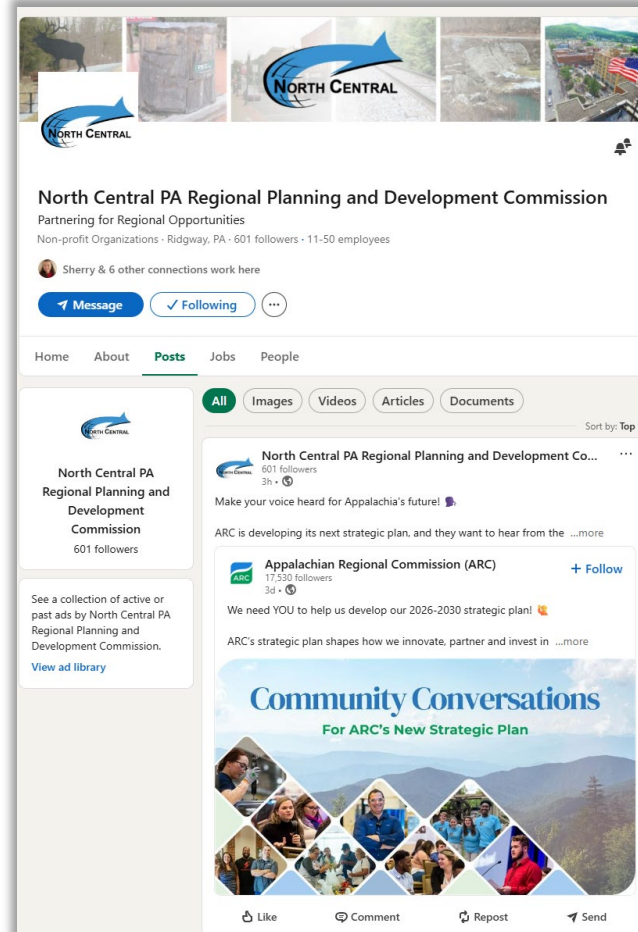 NORTH CENTRAL
NORTH CENTRAL
North Central PA Regional Planning and Development Commission
Partnering for Regional Opportunities
Non-profit Organizations · Ridgway, PA · 601 followers · 11-50 employees
Sherry & 6 other connections work here
Message
Following
Home About Posts Jobs People
All Images Videos Articles Documents
Sort by: Top
NORTH CENTRAL
North Central PA
Regional Planning and
Development
Commission
601 followers
See a collection of active or
past ads by North Central PA
Regional Planning and
Development Commission.
View ad library
NORTH CENTRAL
North Central PA Regional Planning and Development Co...
601 followers
3h •
Make your voice heard for Appalachia's future!
ARC is developing its next strategic plan, and they want to hear from the ...more
ARC
Appalachian Regional Commission (ARC)
17,530 followers
3d •
+ Follow
We need YOU to help us develop our 2026-2030 strategic plan!
ARC's strategic plan shapes how we innovate, partner and invest in ...more
Community Conversations
For ARC's New Strategic Plan
Like Comment Repost Send